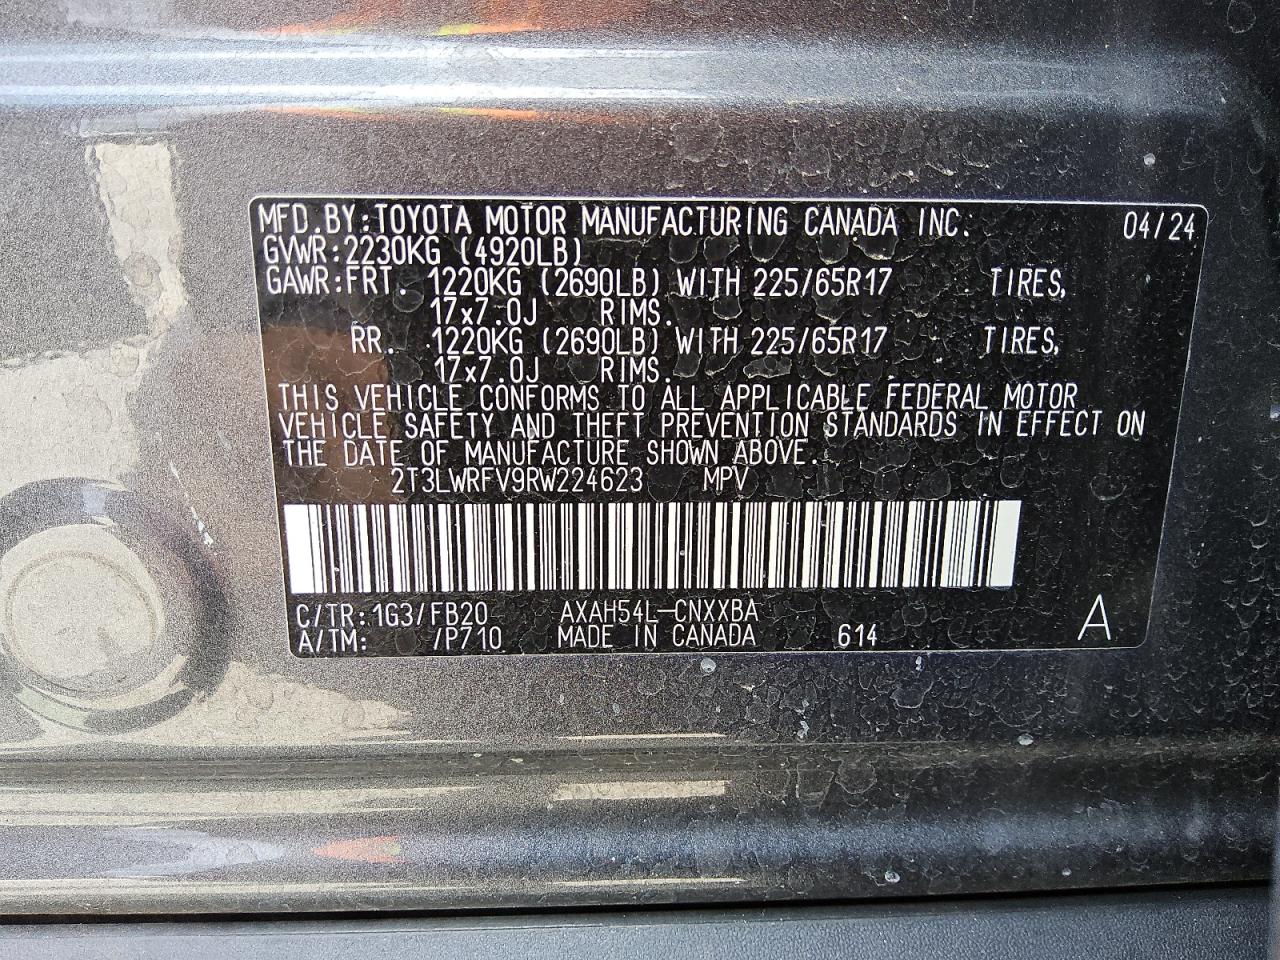 MFD.BY:TOYOTA MOTOR MANUFACTURING CANADA INC. 04/24
GVWR:2230KG (4920LB)
GAWR:FRT. 1220KG (2690LB) WITH 225/65R17 TIRES,
17x7.0J RIMS.
RR. 1220KG (2690LB) WITH 225/65R17 TIRES,
17x7.0J RIMS.
THIS VEHICLE CONFORMS TO ALL APPLICABLE FEDERAL MOTOR
VEHICLE SAFETY AND THEFT PREVENTION STANDARDS IN EFFECT ON
THE DATE OF MANUFACTURE SHOWN ABOVE.
2T3LWRFV9RW224623 MPV
C/TR:1G3/FB20 AXAH54L-CNXXBA
A/TM: /P710 MADE IN CANADA 614 A